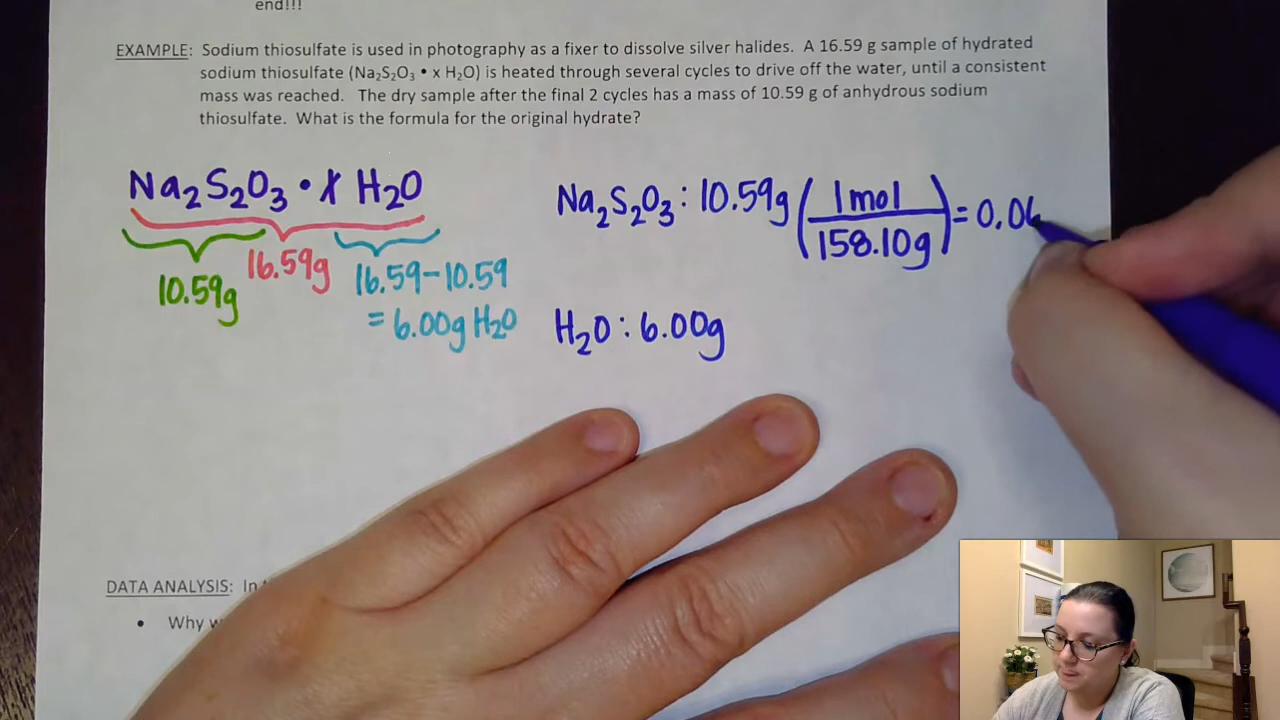 end!!!
EXAMPLE: Sodium thiosulfate is used in photography as a fixer to dissolve silver halides. A 16.59 g sample of hydrated
sodium thiosulfate (Na₂S₂O₃ • x H₂O) is heated through several cycles to drive off the water, until a consistent
mass was reached. The dry sample after the final 2 cycles has a mass of 10.59 g of anhydrous sodium
thiosulfate. What is the formula for the original hydrate?
Na₂S₂O₃ • x H₂O
10.59g
16.59g
16.59-10.59
= 6.00g H₂O
Na₂S₂O₃: 10.59g (1mol / 158.10g) = 0.06
H₂O: 6.00g
DATA ANALYSIS: In
• Why